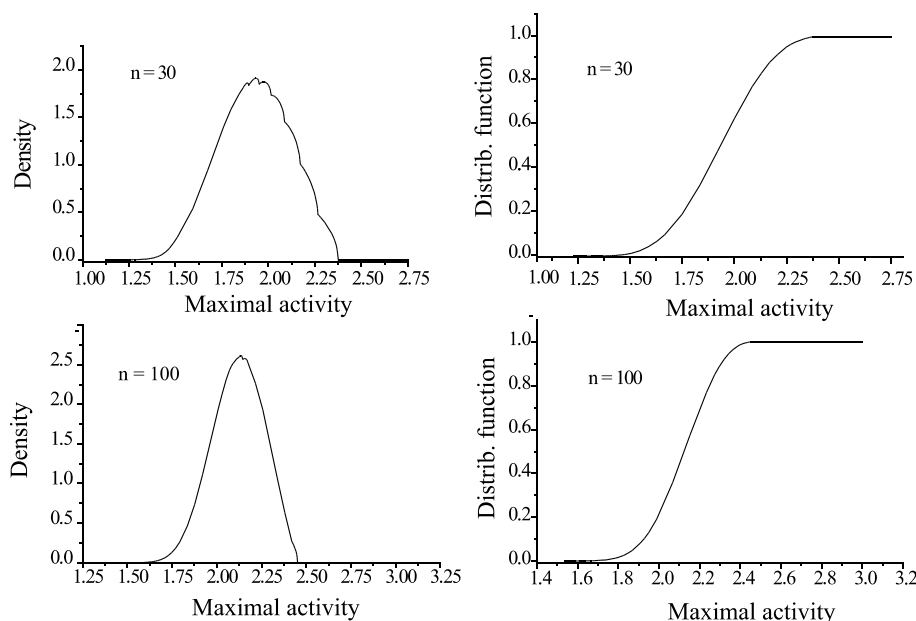 n = 30
Density
2.0
1.5
1.0
0.5
0.0
1.00 1.25 1.50 1.75 2.00 2.25 2.50 2.75
Maximal activity
n = 30
Distrib. function
1.0
0.8
0.6
0.4
0.2
0.0
1.00 1.25 1.50 1.75 2.00 2.25 2.50 2.75
Maximal activity
n = 100
Density
2.5
2.0
1.5
1.0
0.5
0.0
1.25 1.50 1.75 2.00 2.25 2.50 2.75 3.00 3.25
Maximal activity
n = 100
Distrib. function
1.0
0.8
0.6
0.4
0.2
0.0
1.4 1.6 1.8 2.0 2.2 2.4 2.6 2.8 3.0 3.2
Maximal activity